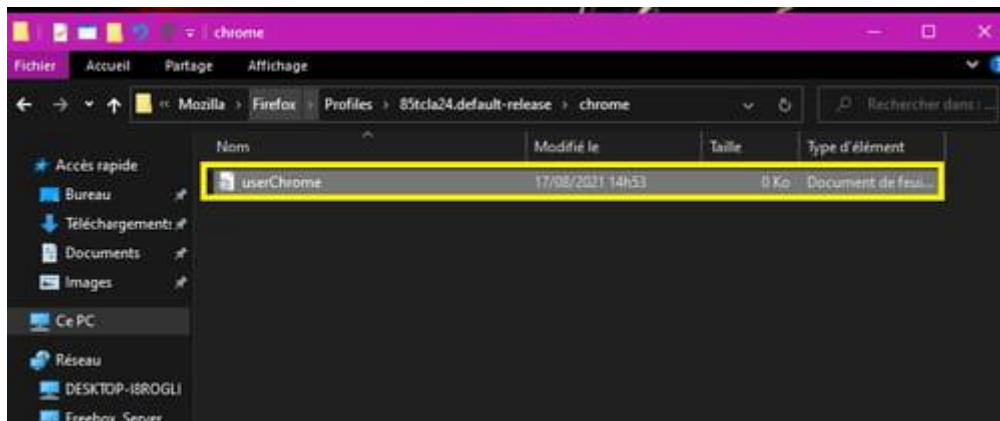 chrome
Fichier Accueil Partage Affichage
« Mozilla › Firefox › Profiles › 85tcla24.default-release › chrome Rechercher dans : ...
Nom Modifié le Taille Type d'élément
Accès rapide
userChrome 17/08/2021 14h53 0 Ko Document de feui...
Bureau
Téléchargements
Documents
Images
Ce PC
Réseau
DESKTOP-I8ROGLI
Freebox_Server